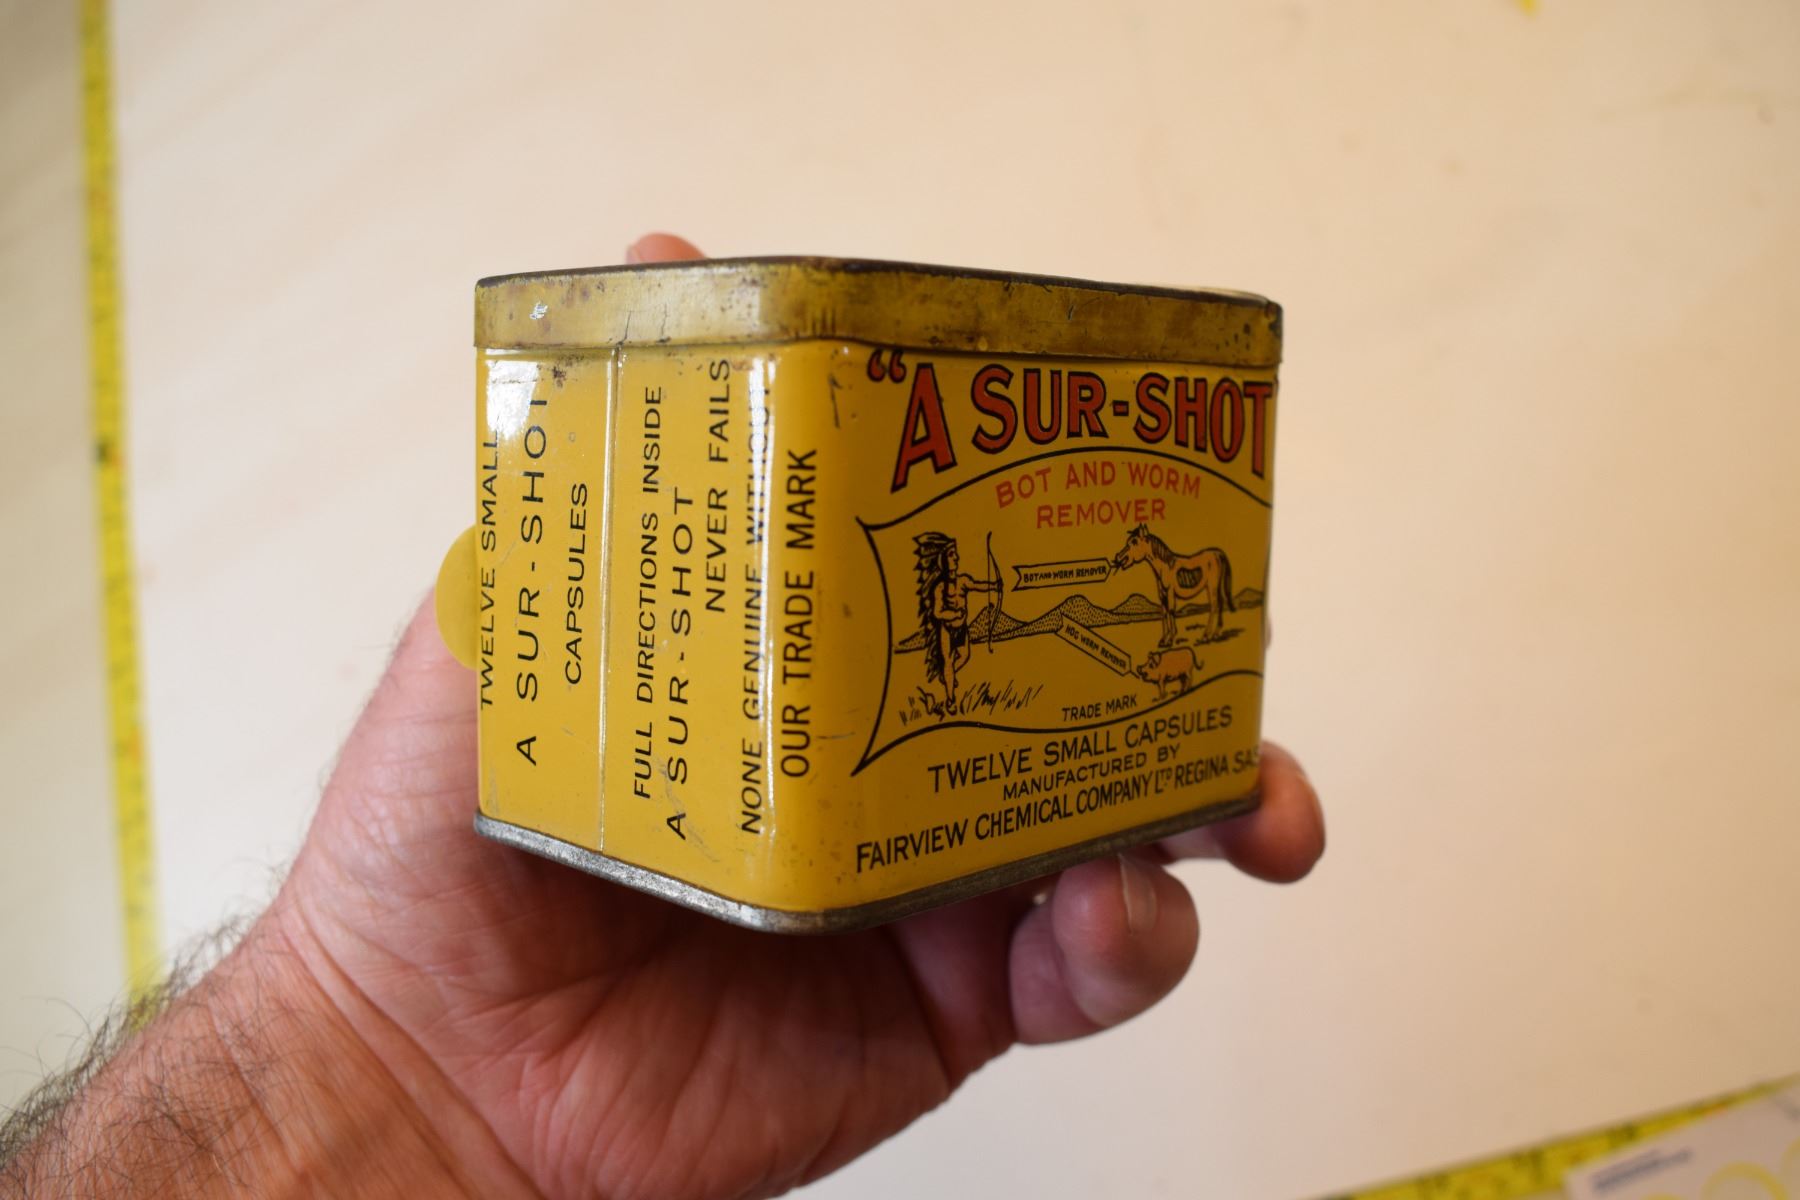 TWELVE SMALL
A SUR-SHOT
CAPSULES
FULL DIRECTIONS INSIDE
A SUR-SHOT
NEVER FAILS
NONE GENUINE WITHOUT
OUR TRADE MARK
"A SUR-SHOT
BOT AND WORM
REMOVER
BOT AND WORM REMOVER
HOG WORM REMOVER
TRADE MARK
TWELVE SMALL CAPSULES
MANUFACTURED BY
FAIRVIEW CHEMICAL COMPANY LTD REGINA SAS